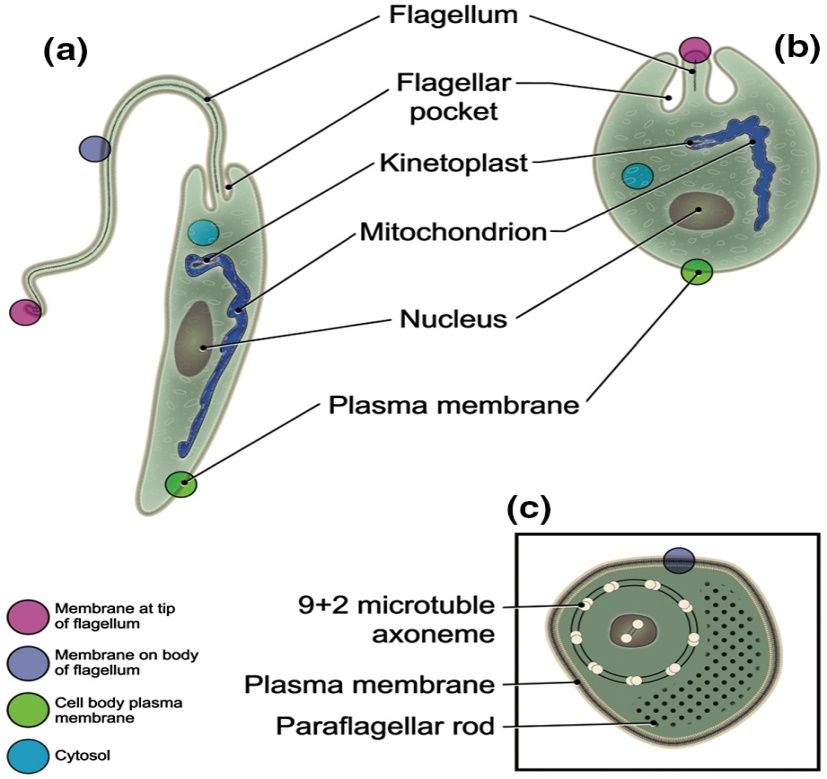 Flagellum
(a)
(b)
Flagellar
pocket
Kinetoplast
Mitochondrion
Nucleus
Plasma membrane
(c)
9+2 microtuble
axoneme
Plasma membrane
Paraflagellar rod
Membrane at tip
of flagellum
Membrane on body
of flagellum
Cell body plasma
membrane
Cytosol